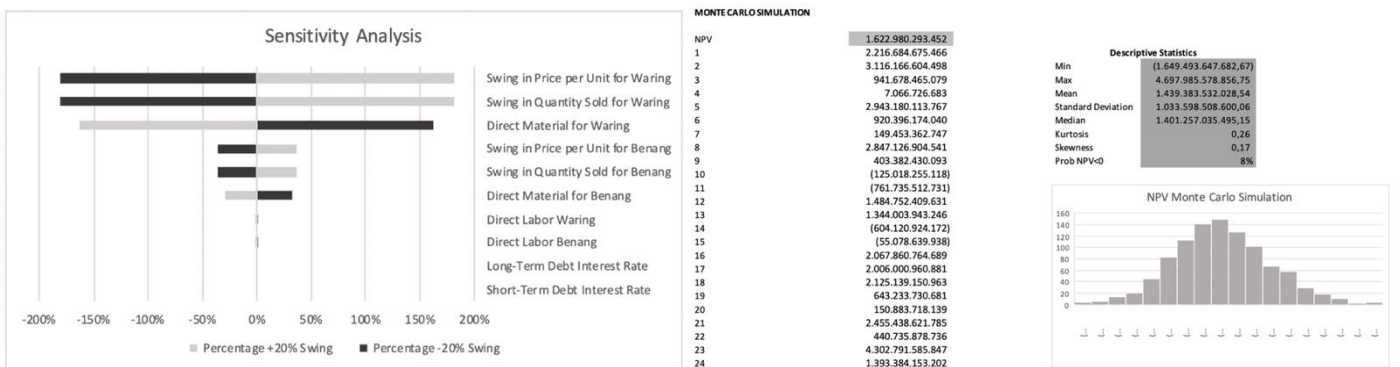 Sensitivity Analysis
Swing in Price per Unit for Waring
Swing in Quantity Sold for Waring
Direct Material for Waring
Swing in Price per Unit for Benang
Swing in Quantity Sold for Benang
Direct Material for Benang
Direct Labor Waring
Direct Labor Benang
Long-Term Debt Interest Rate
Short-Term Debt Interest Rate
-200% -150% -100% -50% 0% 50% 100% 150% 200%
Percentage +20% Swing Percentage -20% Swing
MONTE CARLO SIMULATION
NPV 1.622.980.293.452
1 2.216.684.675.466
2 3.116.166.604.498
3 941.678.465.079
4 7.066.726.683
5 2.943.180.113.767
6 920.396.174.040
7 149.453.362.747
8 2.847.126.904.541
9 403.382.430.093
10 (125.018.255.118)
11 (761.735.512.731)
12 1.484.752.409.631
13 1.344.003.943.246
14 (604.120.924.172)
15 (55.078.639.938)
16 2.067.860.764.689
17 2.006.000.960.881
18 2.125.139.150.963
19 643.233.730.681
20 150.883.718.139
21 2.455.438.621.785
22 440.735.878.736
23 4.302.791.585.847
24 1.393.384.153.202
Descriptive Statistics
Min (1.649.493.647.682,67)
Max 4.697.985.578.856,75
Mean 1.439.383.532.028,54
Standard Deviation 1.033.598.508.600,06
Median 1.401.257.035.495,15
Kurtosis 0,26
Skewness 0,17
Prob NPV<0 8%
NPV Monte Carlo Simulation
160
140
120
100
80
60
40
20
0